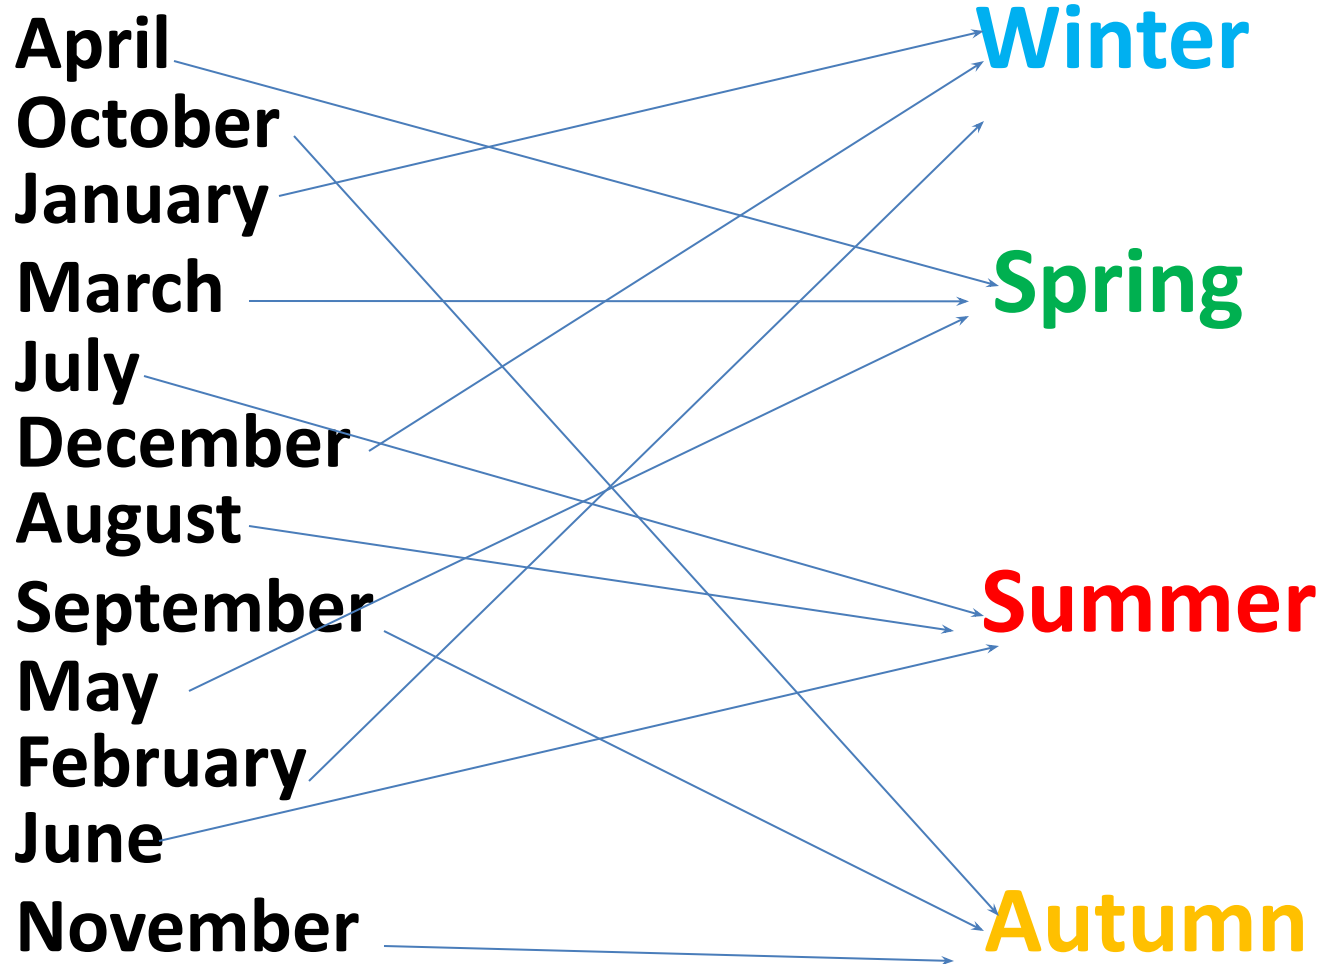 April
October
January
March
July
December
August
September
May
February
June
November
Winter
Spring
Summer
Autumn